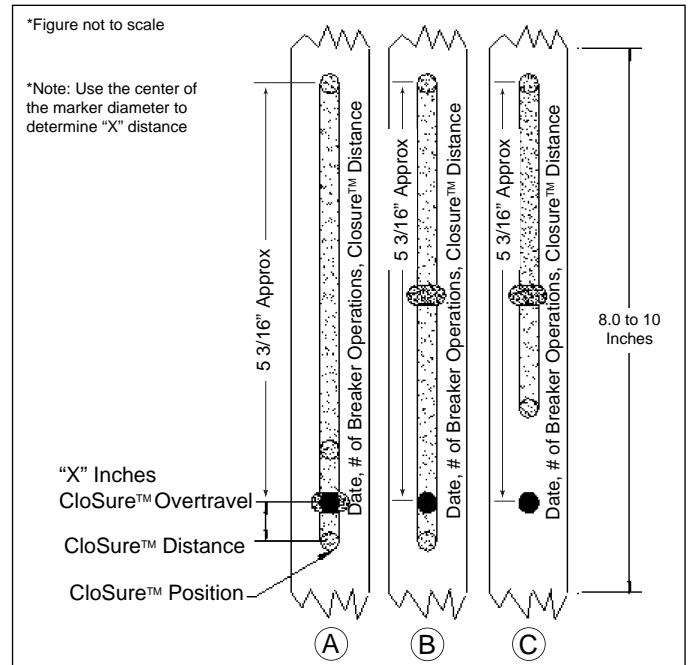 *Figure not to scale
*Note: Use the center of
the marker diameter to
determine “X” distance
5 3/16” Approx
Date, # of Breaker Operations, Closure™ Distance
5 3/16” Approx
Date, # of Breaker Operations, Closure™ Distance
5 3/16” Approx
Date, # of Breaker Operations, Closure™ Distance
8.0 to 10
Inches
“X” Inches
CloSure™ Overtravel
CloSure™ Distance
CloSure™ Position
A
B
C